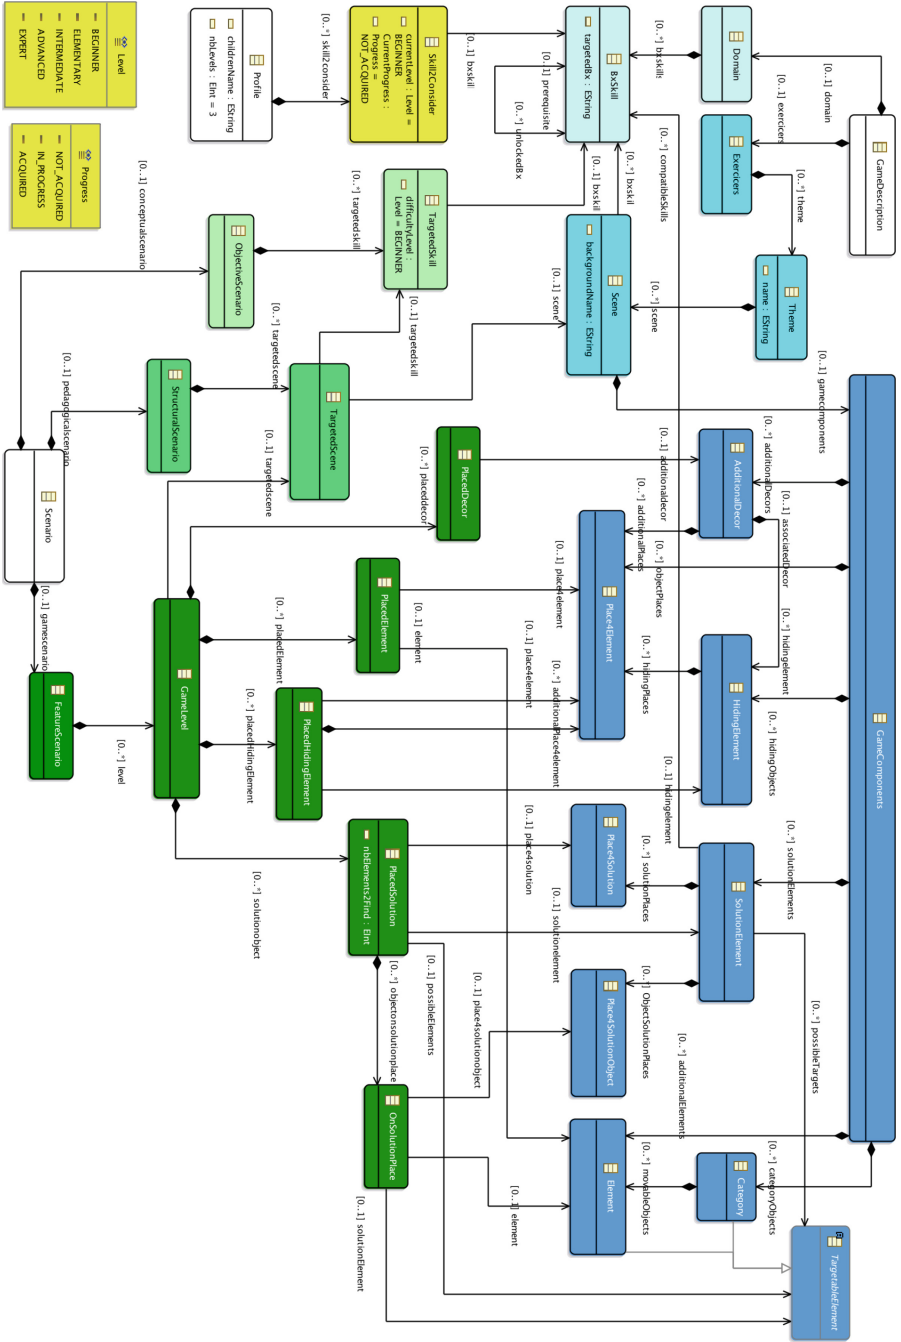 GameDescription
GameComponents
TargetableElement
[0..1] domain
[0..1] gamecomponents
[0..*] possibleTargets
Theme
name : EString
[0..*] theme
[0..1] exercicers
[0..*] additionalDecors
[0..1] associatedDecor
[0..*] hidingelement
[0..*] hidingObjects
[0..*] solutionElements
[0..*] categoryObjects
Domain
Exercicers
AdditionalDecor
HidingElement
SolutionElement
Category
[0..*] bxskills
[0..*] compatibleSkills
[0..*] scene
[0..1] additionaldecor
[0..*] objectPlaces
[0..1] hidingelement
[0..*] additionalElements
[0..*] additionalPlaces
[0..*] hidingPlaces
[0..*] solutionPlaces
[0..*] ObjectSolutionPlaces
[0..*] movableObjects
BxSkill
targetedBx : EString
Scene
backgroundName : EString
Place4Element
Place4Solution
Place4SolutionObject
Element
[0..*] bxskil
[0..1] bxskil
[0..1] prerequisite
[0..*] unlockedBx
[0..1] scene
[0..1] place4element
[0..1] place4element
[0..*] additionalPlace4element
[0..1] place4solution
[0..1] solutionelement
[0..1] element
[0..1] bxskill
Skill2Consider
currentLevel : Level =
BEGINNER
CurrentProgress :
Progress =
NOT_ACQUIRED
TargetedSkill
difficultyLevel :
Level = BEGINNER
PlacedDecor
[0..1] targetedskill
[0..*] placeddecor
[0..1] element
[0..1] possibleElements
[0..1] place4solutionobject
PlacedElement
PlacedSolution
nbElements2Find : EInt
[0..*] objectonsolutionplace
OnSolutionPlace
[0..1] solutionElement
[0..*] skill2consider
[0..*] targetedskill
TargetedScene
PlacedHidingElement
Profile
childrenName : EString
nbLevels : EInt = 3
ObjectiveScenario
[0..*] targetedscene
[0..1] targetedscene
[0..*] placedElement
[0..*] placedHidingElement
[0..*] solutionobject
StructuralScenario
GameLevel
[0..1] conceptualscenario
[0..*] level
Level
BEGINNER
ELEMENTARY
INTERMEDIATE
ADVANCED
EXPERT
Progress
NOT_ACQUIRED
IN_PROGRESS
ACQUIRED
[0..1] pedagogicalscenario
Scenario
[0..1] gamescenario
FeatureScenario